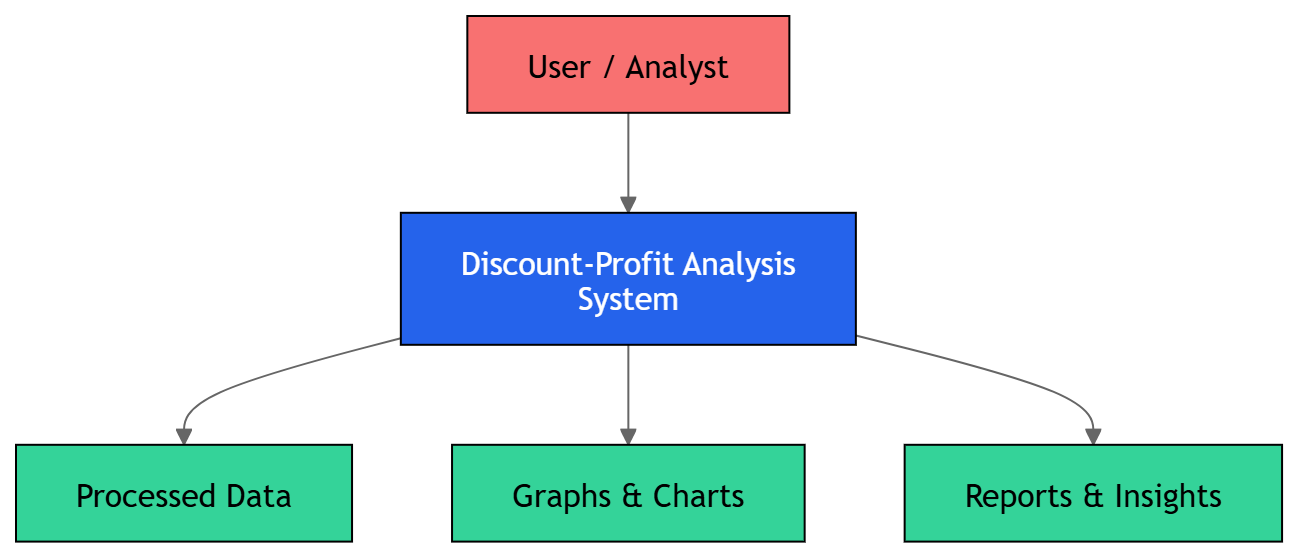 User / Analyst
Discount-Profit Analysis
System
Processed Data
Graphs & Charts
Reports & Insights